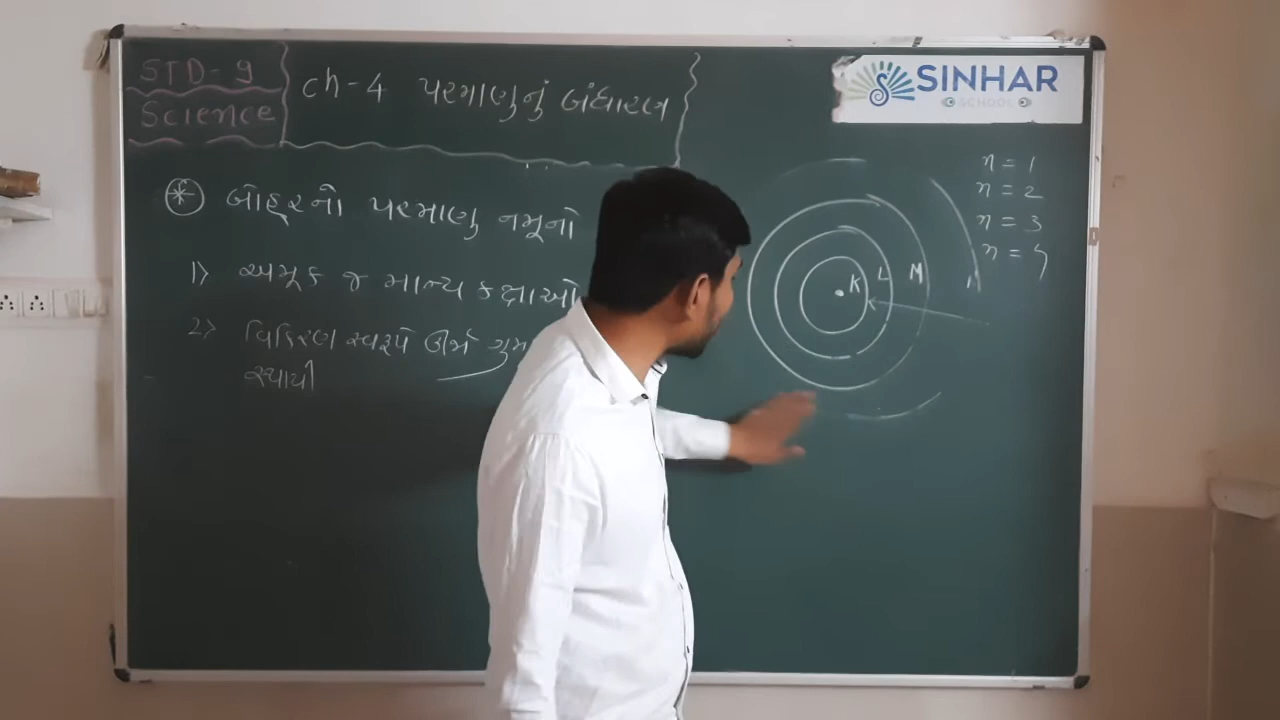 STD-9
Science
ch-4 પરમાણુનું બંધારણ
SINHAR
SCHOOL
બોહરનો પરમાણુ નમૂનો
1) અમૂક જ માન્ય કક્ષાઓ
2) વિકિરણ સ્વરૂપે ઊર્જા ગુમ
સ્થાયી
K L M N
n = 1
n = 2
n = 3
n = 4